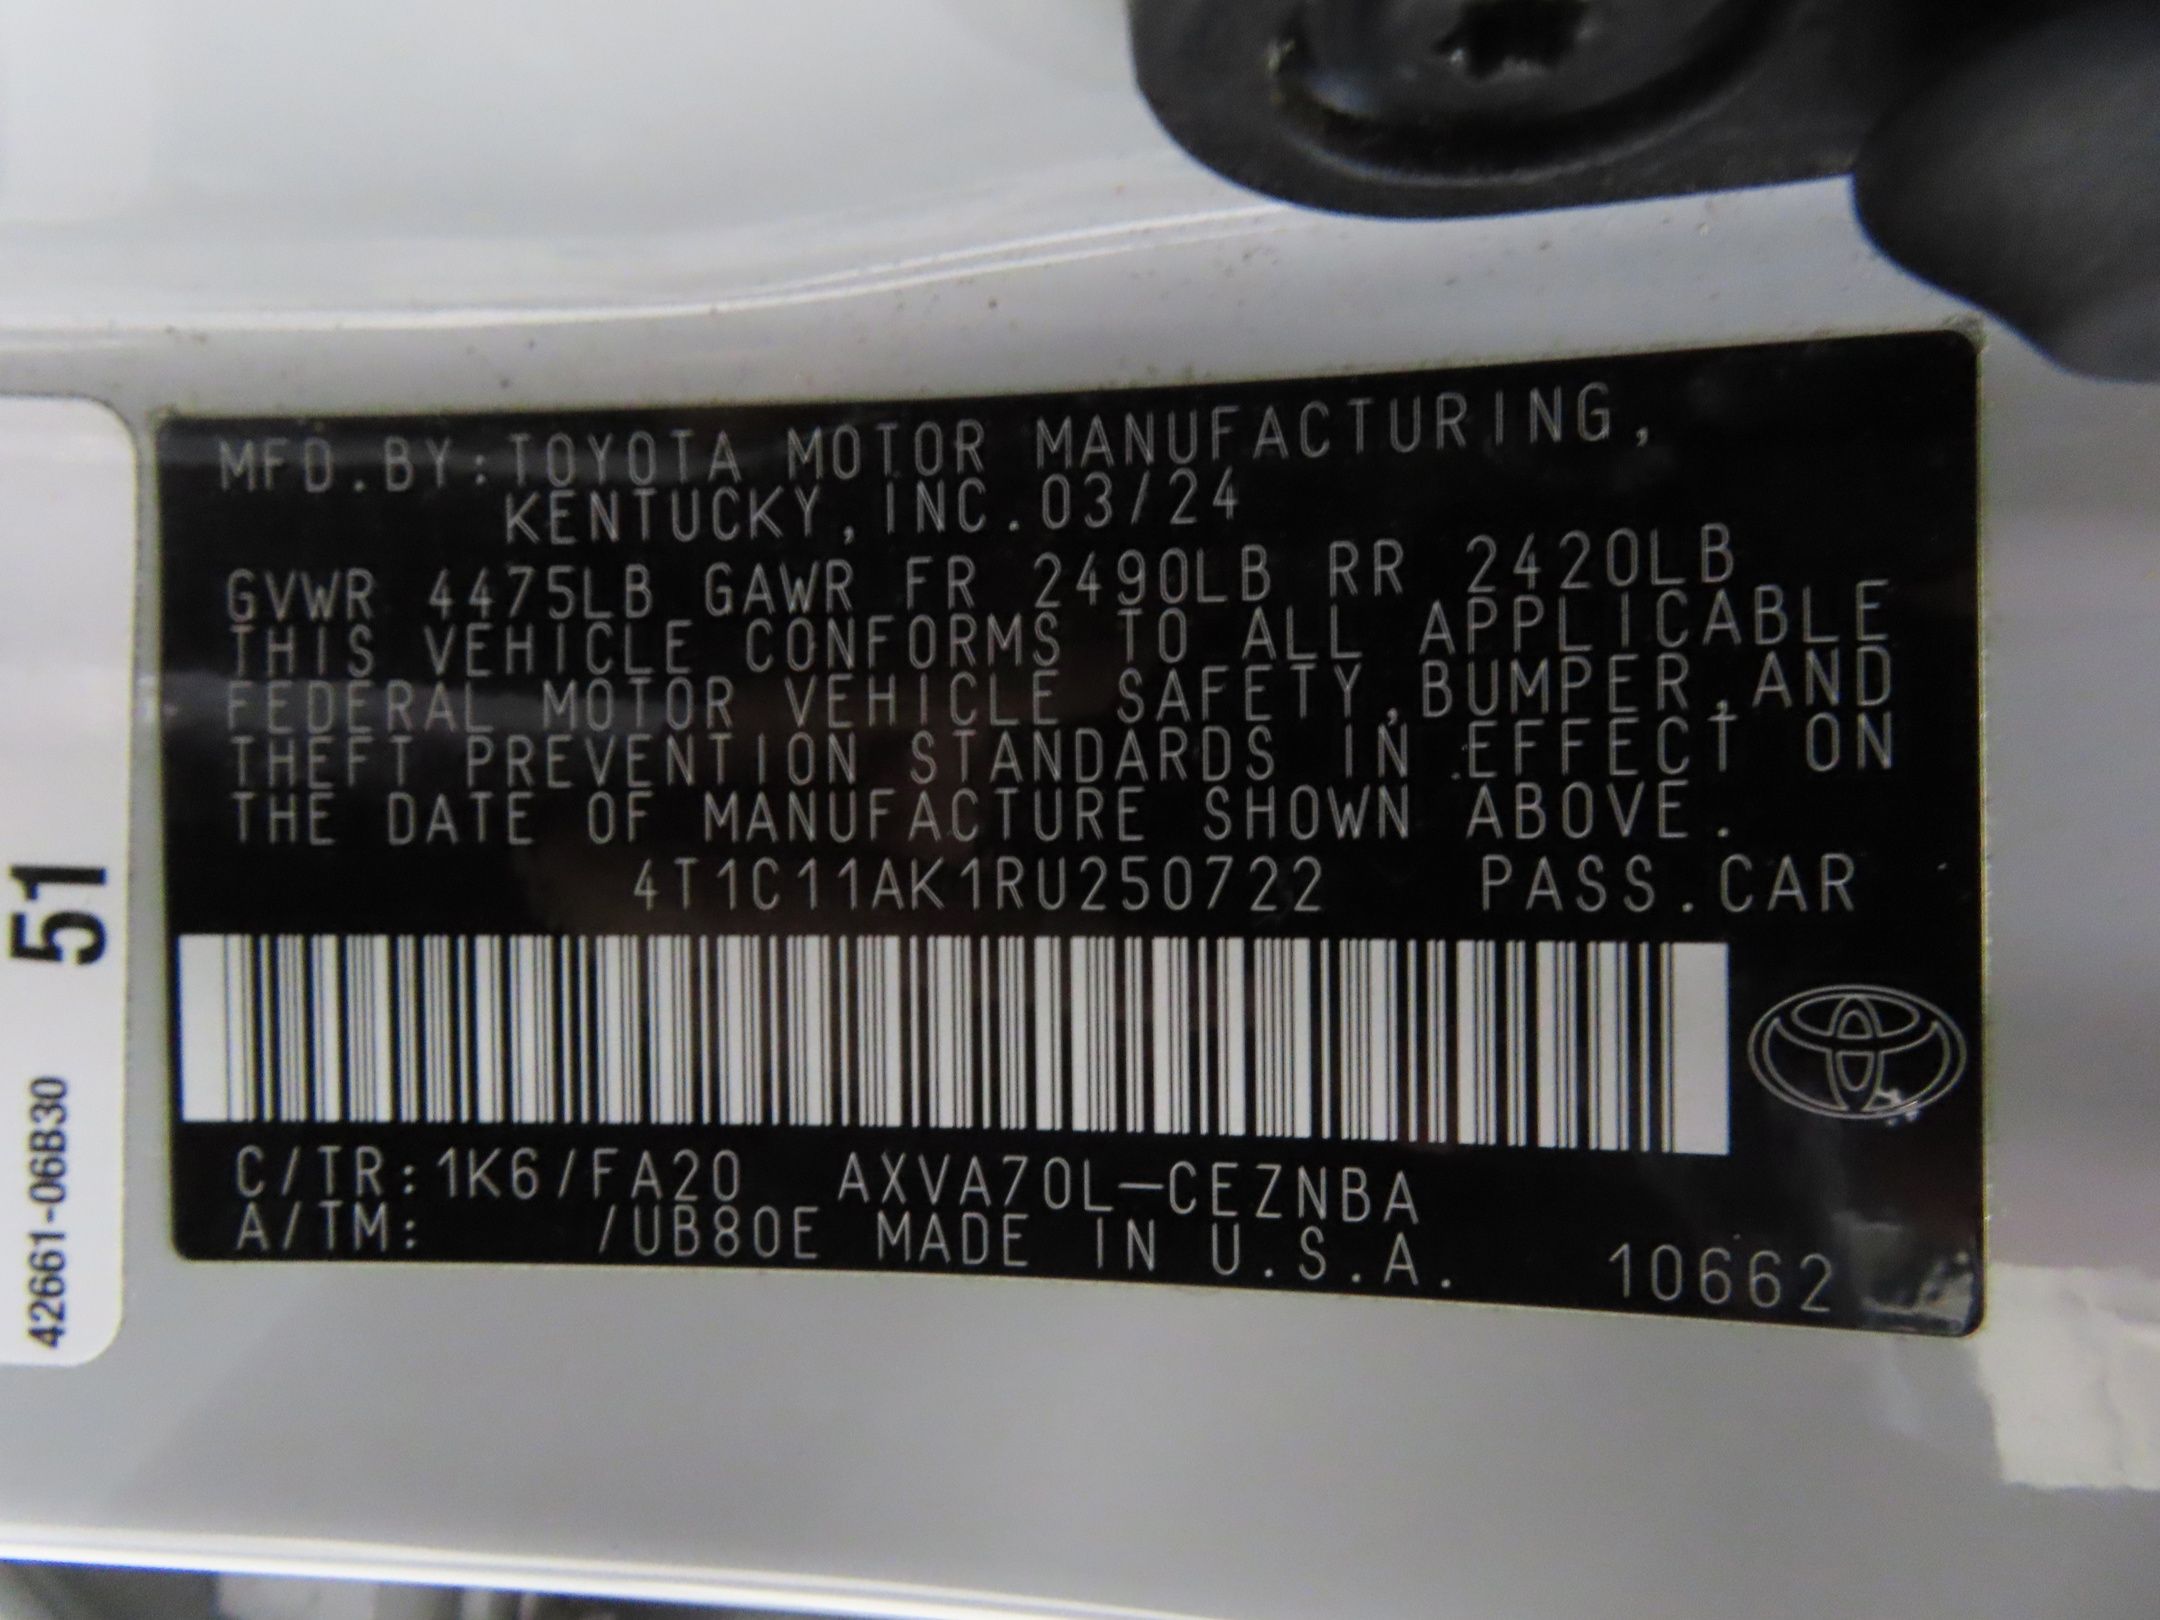 MFD.BY:TOYOTA MOTOR MANUFACTURING,
KENTUCKY,INC.03/24
GVWR 4475LB GAWR FR 2490LB RR 2420LB
THIS VEHICLE CONFORMS TO ALL APPLICABLE
FEDERAL MOTOR VEHICLE SAFETY,BUMPER,AND
THEFT PREVENTION STANDARDS IN EFFECT ON
THE DATE OF MANUFACTURE SHOWN ABOVE.
4T1C11AK1RU250722 PASS.CAR
C/TR:1K6/FA20 AXVA70L-CEZNBA
A/TM: /UB80E MADE IN U.S.A. 10662
51
42661-06B30